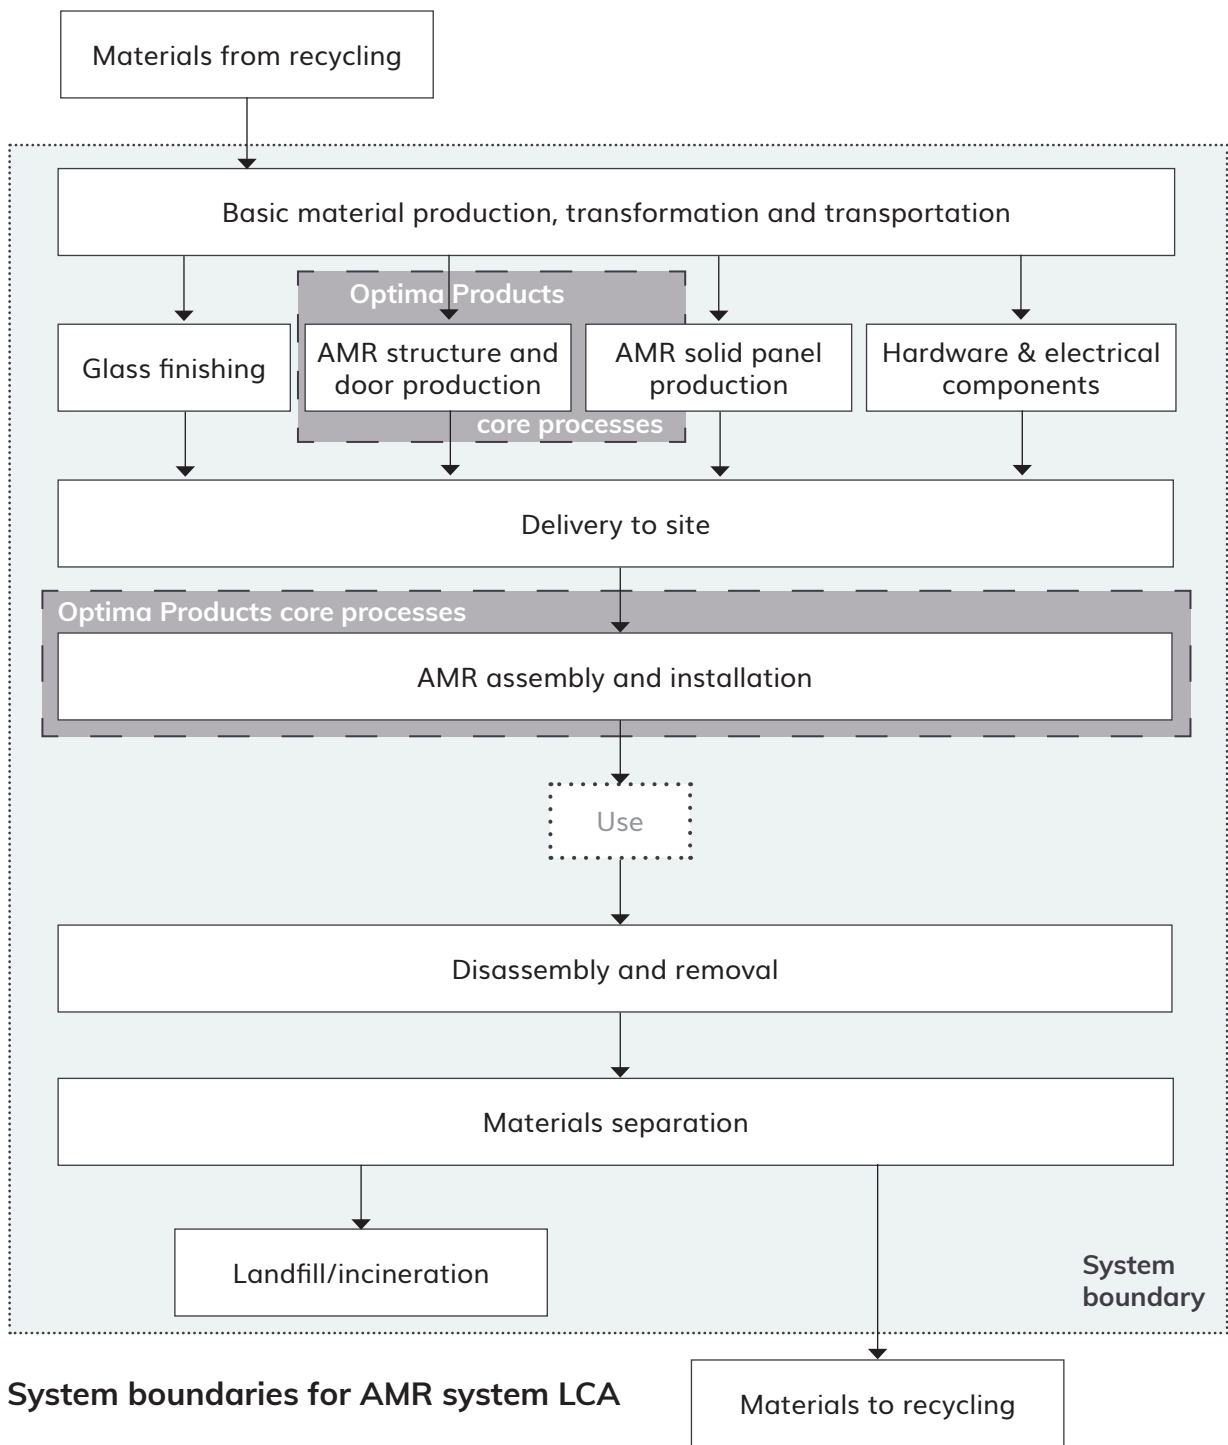 Materials from recycling
Basic material production, transformation and transportation
Optima Products
Glass finishing
AMR structure and
door production
AMR solid panel
production
Hardware & electrical
components
core processes
Delivery to site
Optima Products core processes
AMR assembly and installation
Use
Disassembly and removal
Materials separation
Landfill/incineration
System
boundary
System boundaries for AMR system LCA
Materials to recycling